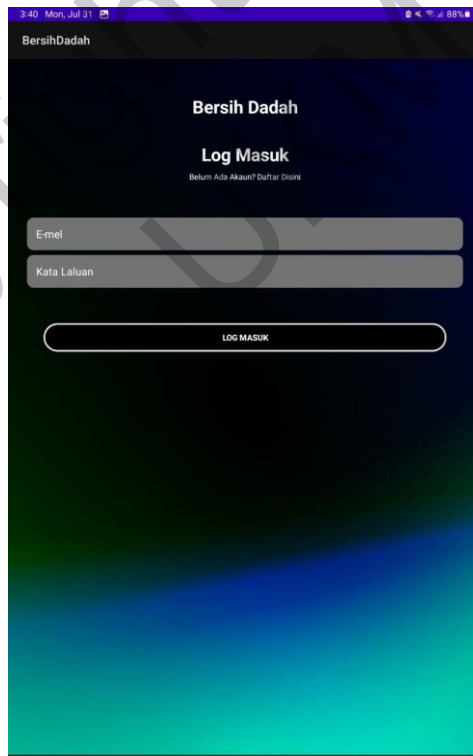 3:40 Mon, Jul 31 88%
BersihDadah
Bersih Dadah
Log Masuk
Belum Ada Akaun? Daftar Disini
E-mel
Kata Laluan
LOG MASUK